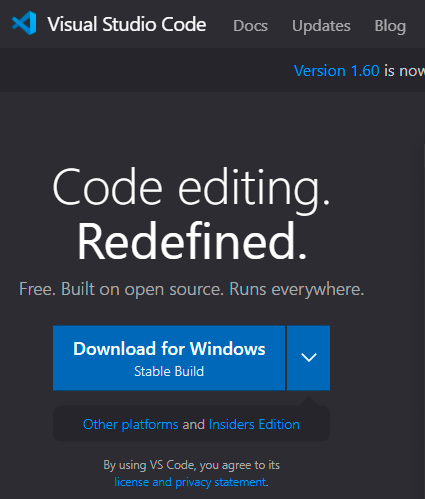 Visual Studio Code Docs Updates Blog
Version 1.60 is now
Code editing.
Redefined.
Free. Built on open source. Runs everywhere.
Download for Windows
Stable Build
Other platforms and Insiders Edition
By using VS Code, you agree to its
license and privacy statement.